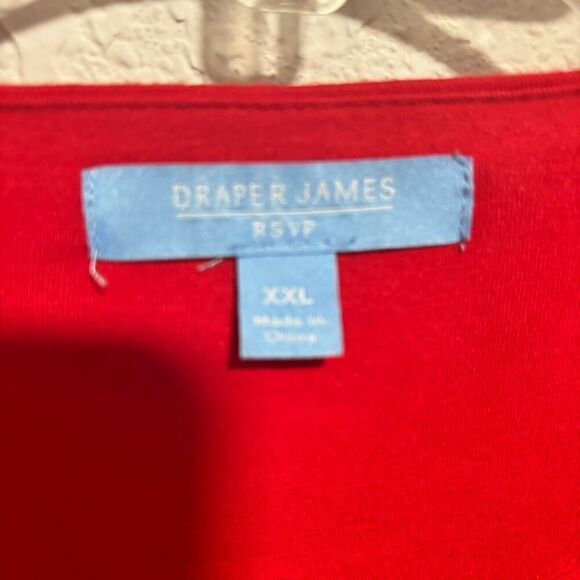 DRAPER JAMES
RSVP
XXL
Made in
China